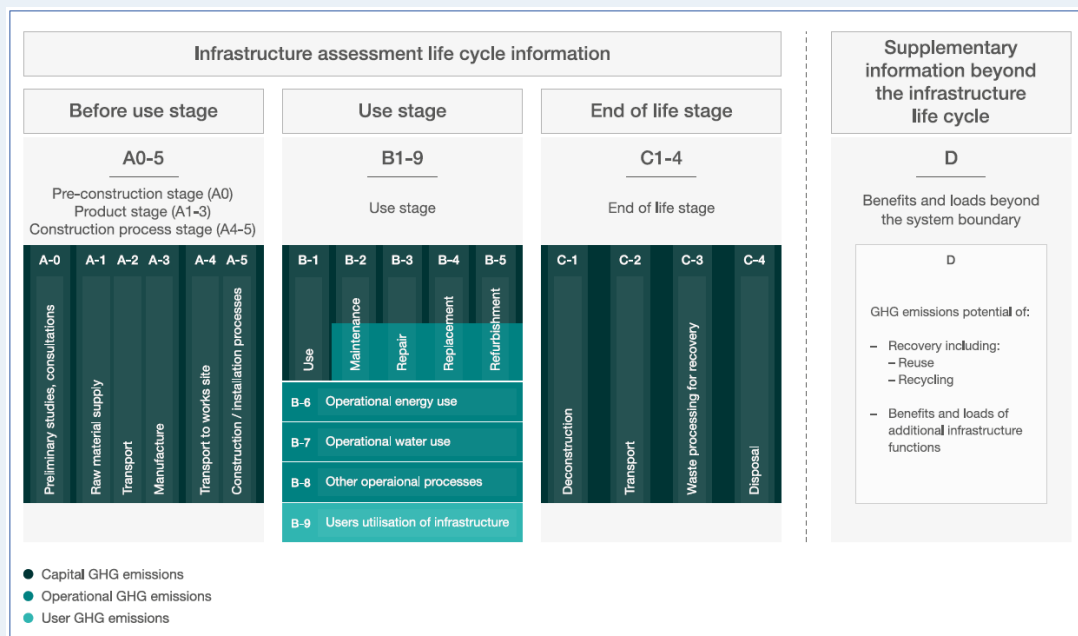 Infrastructure assessment life cycle information
Supplementary
information beyond
the infrastructure
life cycle
Before use stage
Use stage
End of life stage
A0-5
Pre-construction stage (A0)
Product stage (A1-3)
Construction process stage (A4-5)
B1-9
Use stage
C1-4
End of life stage
D
Benefits and loads beyond
the system boundary
A-0
A-1
A-2
A-3
A-4
A-5
Preliminary studies, consultations
Raw material supply
Transport
Manufacture
Transport to works site
Construction / installation processes
B-1
B-2
B-3
B-4
B-5
Use
Maintenance
Repair
Replacement
Refurbishment
B-6 Operational energy use
B-7 Operational water use
B-8 Other operaional processes
B-9 Users utilisation of infrastructure
C-1
C-2
C-3
C-4
Deconstruction
Transport
Waste processing for recovery
Disposal
D
GHG emissions potential of:
– Recovery including:
– Reuse
– Recycling
– Benefits and loads of
additional infrastructure
functions
Capital GHG emissions
Operational GHG emissions
User GHG emissions